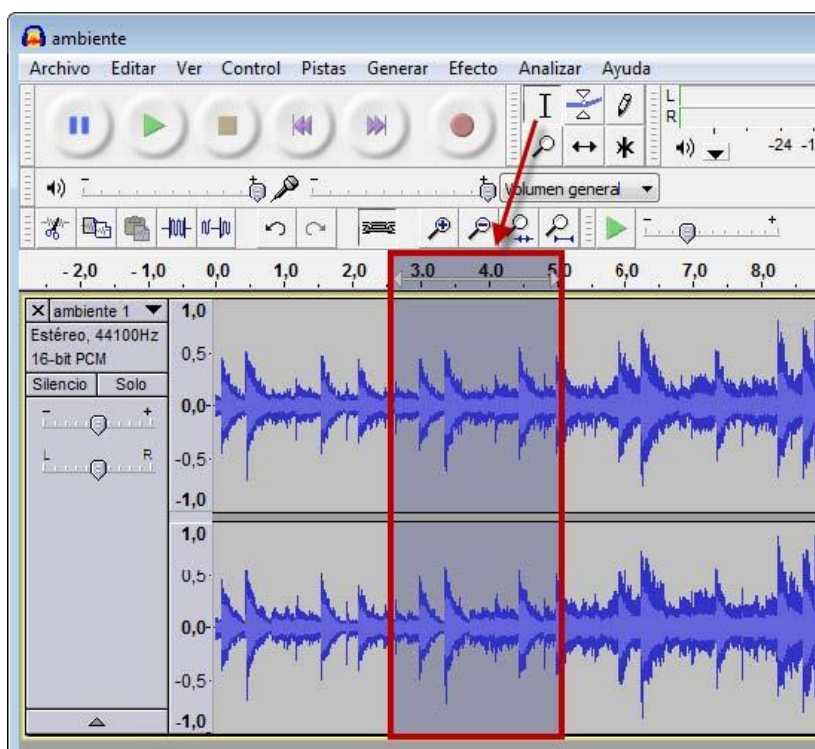 ambiente
Archivo Editar Ver Control Pistas Generar Efecto Analizar Ayuda
L
R
-24 -1
Volumen general
- 2,0 - 1,0 0,0 1,0 2,0 3,0 4,0 5,0 6,0 7,0 8,0
ambiente 1
Estéreo, 44100Hz
16-bit PCM
Silencio Solo
- +
L R
1,0
0,5
0,0
-0,5
-1,0
1,0
0,5
0,0
-0,5
-1,0